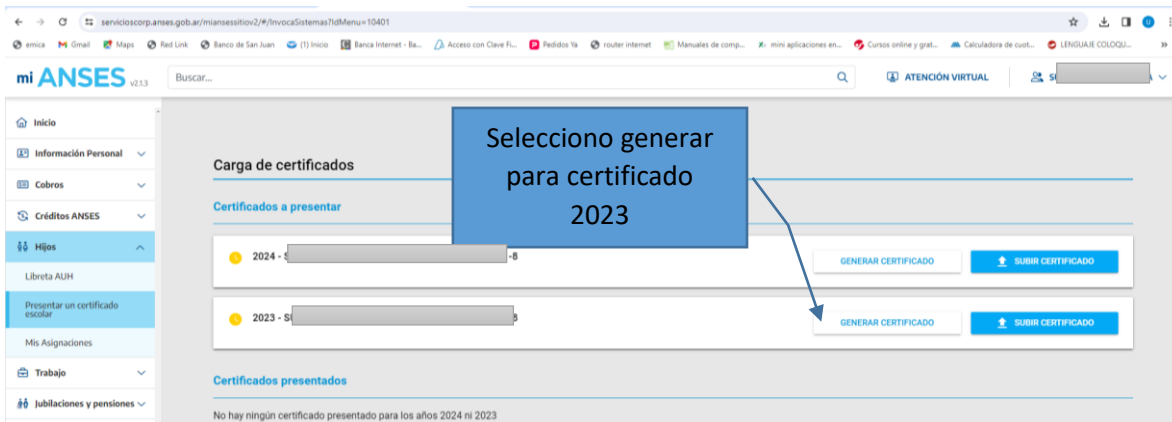 servicioscorp.anses.gob.ar/miansessitiov2/#/InvocaSistemas?IdMenu=10401
emica Gmail Maps Red Link Banco de San Juan (1) Inicio Banca Internet - Ba... Acceso con Clave Fi... Pedidos Ya router internet Manuales de comp... mini aplicaciones en... Cursos online y grat... Calculadora de cuot... LENGUAJE COLOQU... »
mi ANSES v2.1.3 Buscar... ATENCIÓN VIRTUAL S
Inicio
Información Personal
Cobros
Créditos ANSES
Hijos
Libreta AUH
Presentar un certificado
escolar
Mis Asignaciones
Trabajo
Jubilaciones y pensiones
Selecciono generar
para certificado
2023
Carga de certificados
Certificados a presentar
2024 - S -8
GENERAR CERTIFICADO SUBIR CERTIFICADO
2023 - SU 8
GENERAR CERTIFICADO SUBIR CERTIFICADO
Certificados presentados
No hay ningún certificado presentado para los años 2024 ni 2023